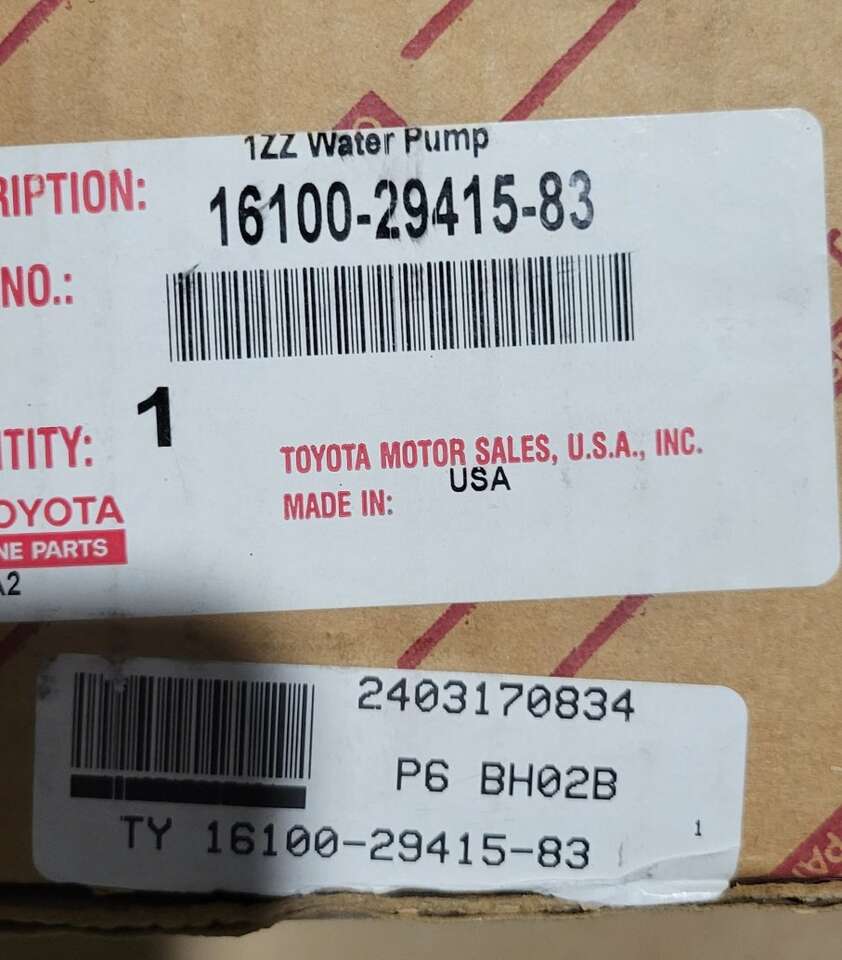 1ZZ Water Pump
RIPTION:
16100-29415-83
NO.:
1
TITY:
TOYOTA MOTOR SALES, U.S.A., INC.
USA
MADE IN:
OYOTA
NE PARTS
A2
2403170834
P6 BH02B
TY 16100-29415-83
1